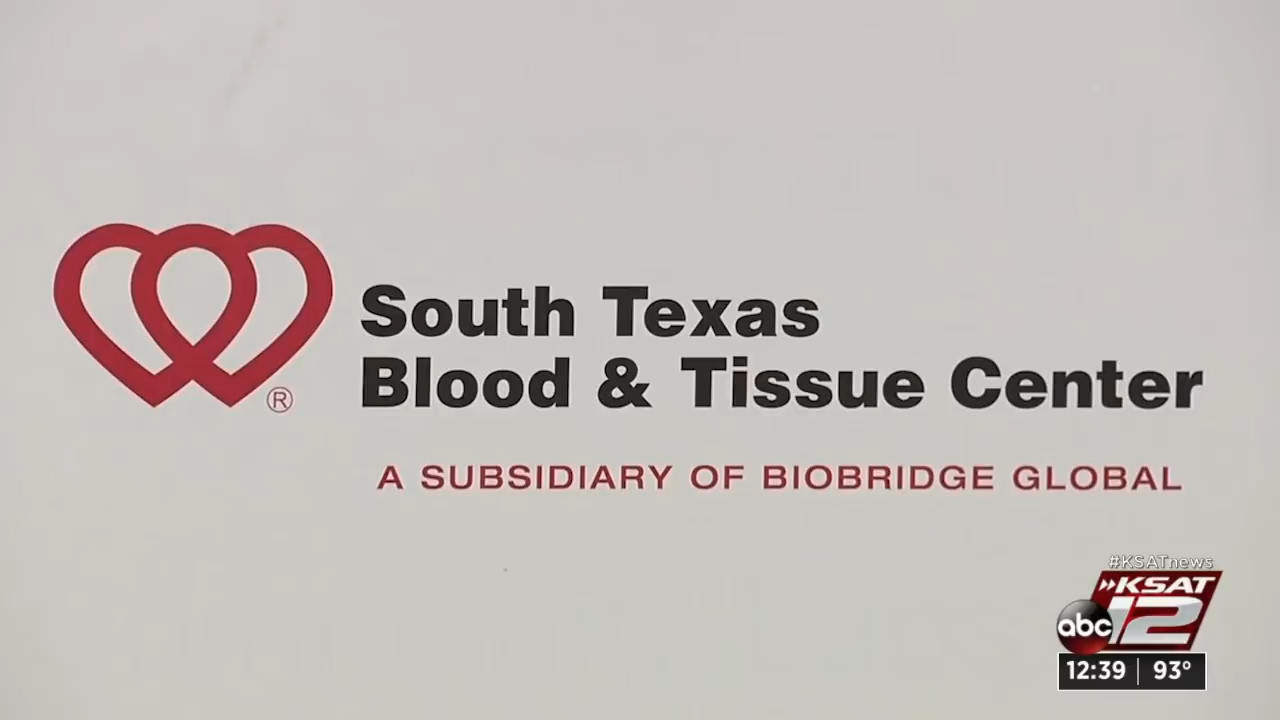 South Texas
Blood & Tissue Center
®
A SUBSIDIARY OF BIOBRIDGE GLOBAL
#KSATnews
KSAT
abc 12
12:39 93°